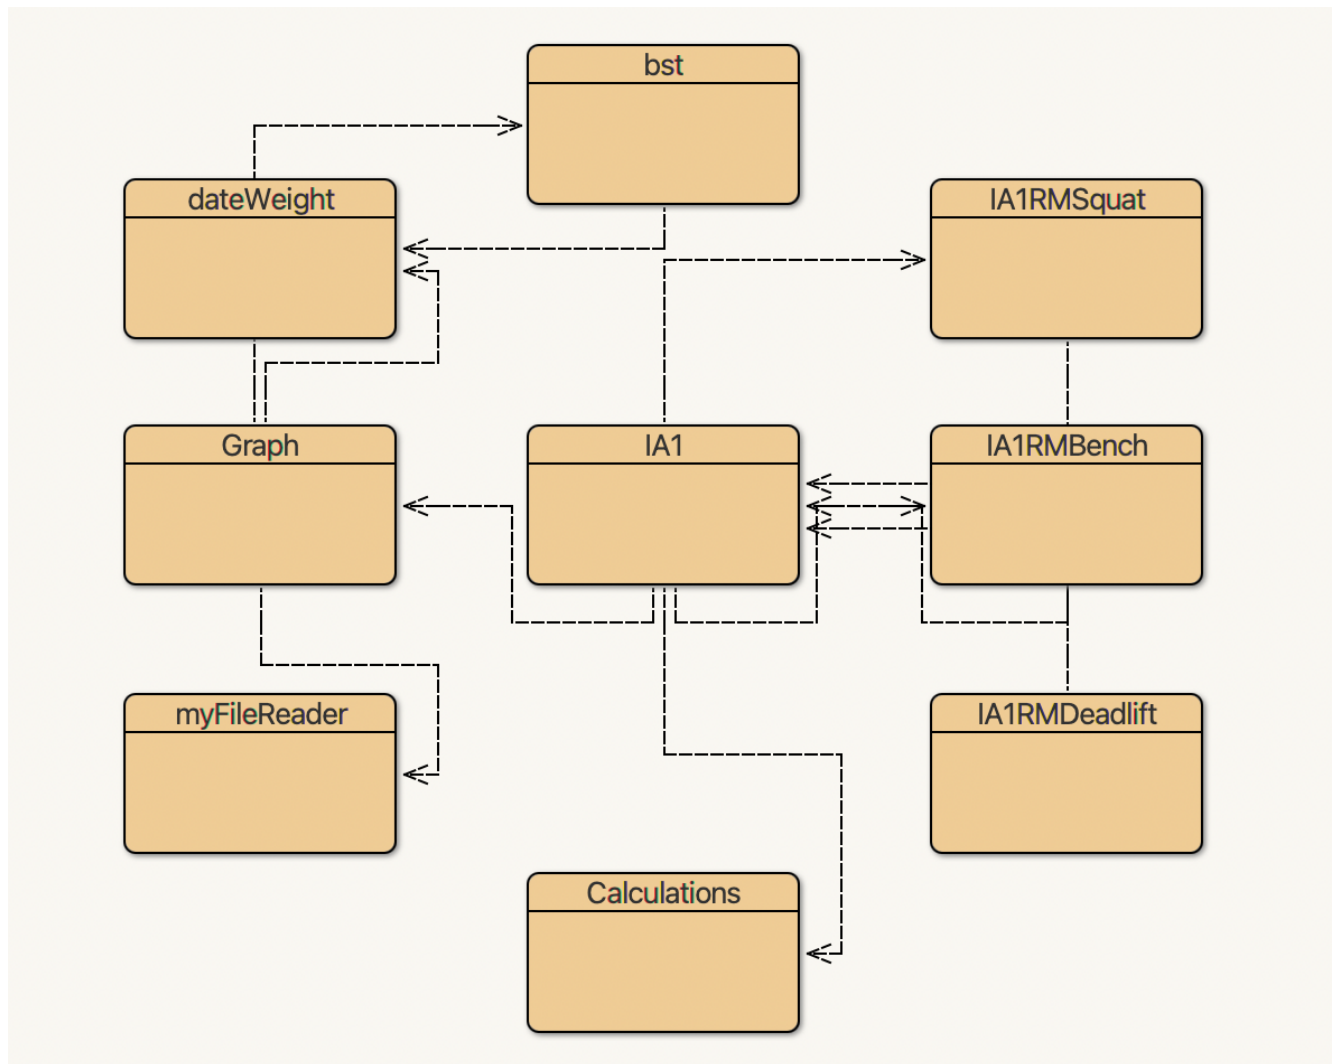 bst
dateWeight
IA1RMSquat
Graph
IA1
IA1RMBench
myFileReader
IA1RMDeadlift
Calculations